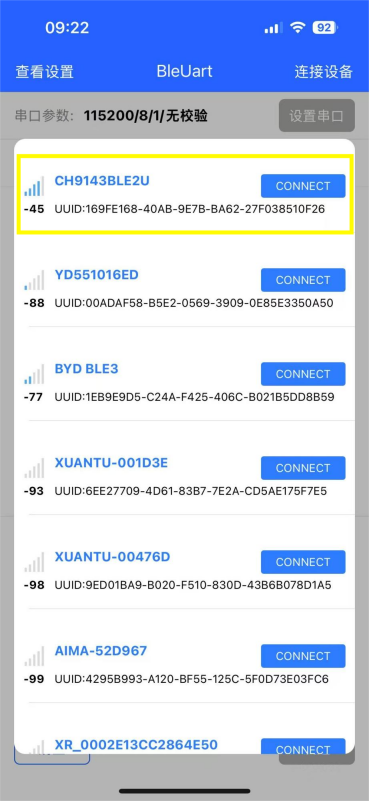 09:22
92
查看设置
BleUart
连接设备
串口参数: 115200/8/1/无校验
设置串口
CH9143BLE2U
CONNECT
-45 UUID:169FE168-40AB-9E7B-BA62-27F038510F26
YD551016ED
CONNECT
-88 UUID:00ADAF58-B5E2-0569-3909-0E85E3350A50
BYD BLE3
CONNECT
-77 UUID:1EB9E9D5-C24A-F425-406C-B021B5DD8B59
XUANTU-001D3E
CONNECT
-93 UUID:6EE27709-4D61-83B7-7E2A-CD5AE175F7E5
XUANTU-00476D
CONNECT
-98 UUID:9ED01BA9-B020-F510-830D-43B6B078D1A5
AIMA-52D967
CONNECT
-99 UUID:4295B993-A120-BF55-125C-5F0D73E03FC6
XR_0002E13CC2864E50
CONNECT